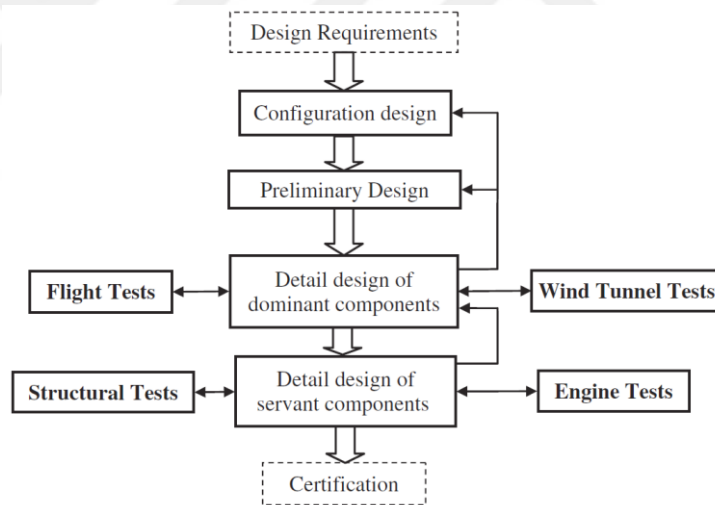 Design Requirements
Configuration design
Preliminary Design
Flight Tests
Detail design of
dominant components
Wind Tunnel Tests
Structural Tests
Detail design of
servant components
Engine Tests
Certification